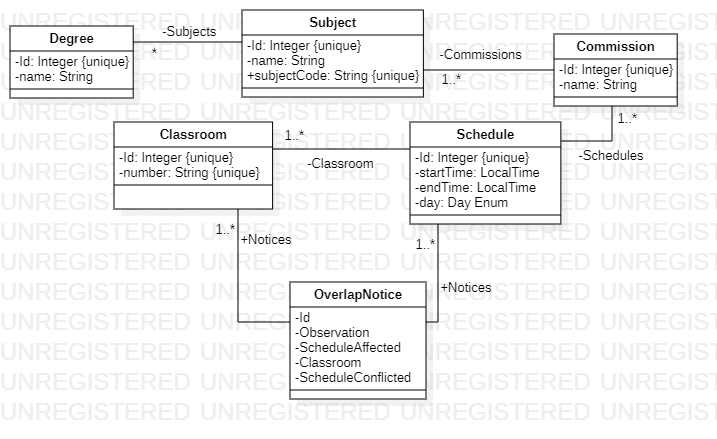 Degree
-Id: Integer {unique}
-name: String
-Subjects
*
Subject
-Id: Integer {unique}
-name: String
+subjectCode: String {unique}
-Commissions
1..*
Commission
-Id: Integer {unique}
-name: String
1..*
-Schedules
Classroom
-Id: Integer {unique}
-number: String {unique}
1..*
-Classroom
Schedule
-Id: Integer {unique}
-startTime: LocalTime
-endTime: LocalTime
-day: Day Enum
1..*
+Notices
1..*
+Notices
OverlapNotice
-Id
-Observation
-ScheduleAffected
-Classroom
-ScheduleConflicted
UNREGISTERED UNREGISTERED UNREGISTERED UNREGISTERED